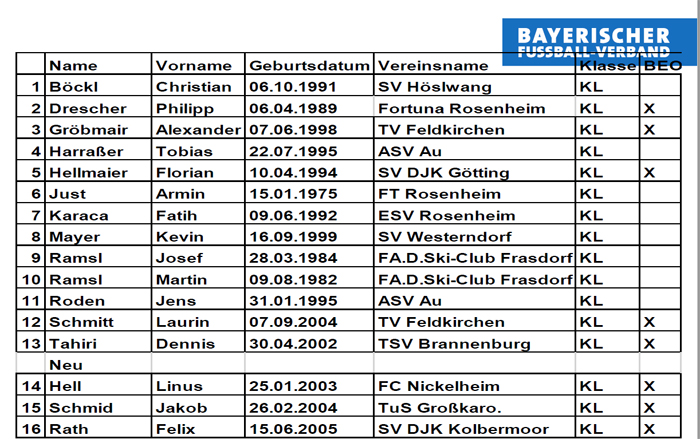 BAYERISCHER
FUSSBALL-VERBAND
Name Vorname Geburtsdatum Vereinsname Klasse BEO
1 Böckl Christian 06.10.1991 SV Höslwang KL
2 Drescher Philipp 06.04.1989 Fortuna Rosenheim KL X
3 Gröbmair Alexander 07.06.1998 TV Feldkirchen KL X
4 Harraßer Tobias 22.07.1995 ASV Au KL
5 Hellmaier Florian 10.04.1994 SV DJK Götting KL X
6 Just Armin 15.01.1975 FT Rosenheim KL
7 Karaca Fatih 09.06.1992 ESV Rosenheim KL
8 Mayer Kevin 16.09.1999 SV Westerndorf KL
9 Ramsl Josef 28.03.1984 FA.D.Ski-Club Frasdorf KL
10 Ramsl Martin 09.08.1982 FA.D.Ski-Club Frasdorf KL
11 Roden Jens 31.01.1995 ASV Au KL
12 Schmitt Laurin 07.09.2004 TV Feldkirchen KL X
13 Tahiri Dennis 30.04.2002 TSV Brannenburg KL X
Neu
14 Hell Linus 25.01.2003 FC Nickelheim KL X
15 Schmid Jakob 26.02.2004 TuS Großkaro. KL X
16 Rath Felix 15.06.2005 SV DJK Kolbermoor KL X